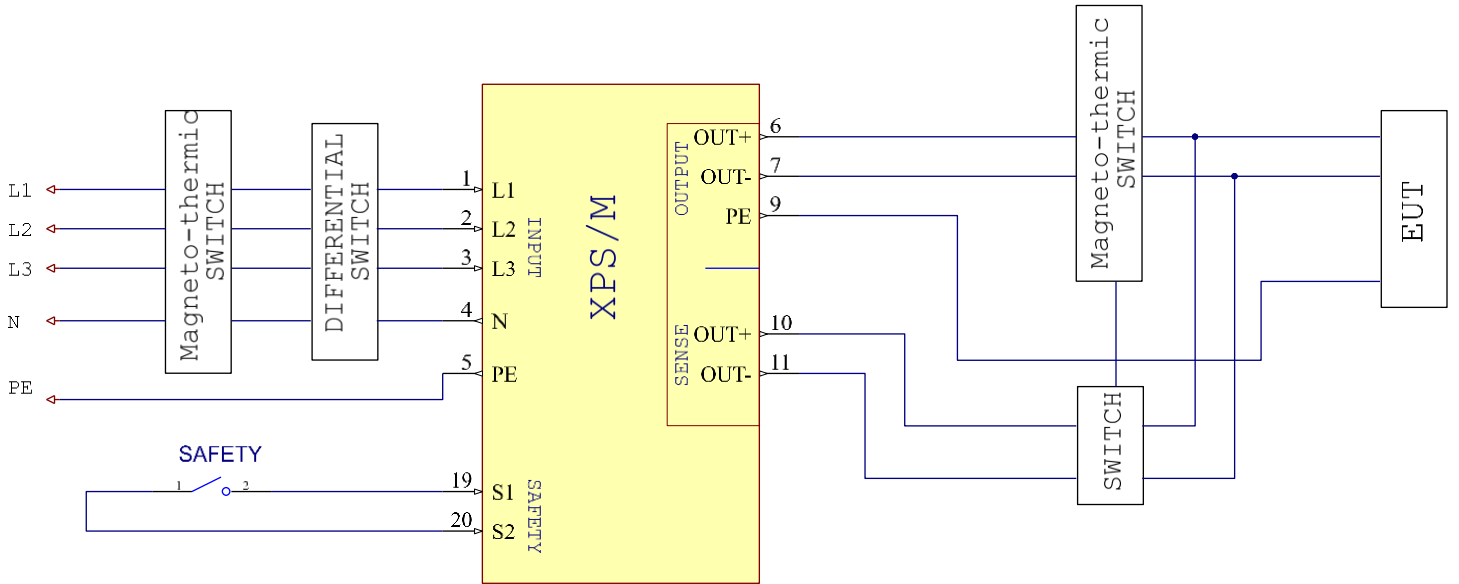 L1
L2
L3
N
PE
Magneto-thermic
SWITCH
DIFFERENTIAL
SWITCH
1
2
3
4
5
L1
L2
L3
N
PE
INPUT
SAFETY
1
2
19
20
S1
S2
SAFETY
XPS/M
OUTPUT
OUT+
OUT-
PE
SENSE
OUT+
OUT-
6
7
9
10
11
Magneto-thermic
SWITCH
SWITCH
EUT